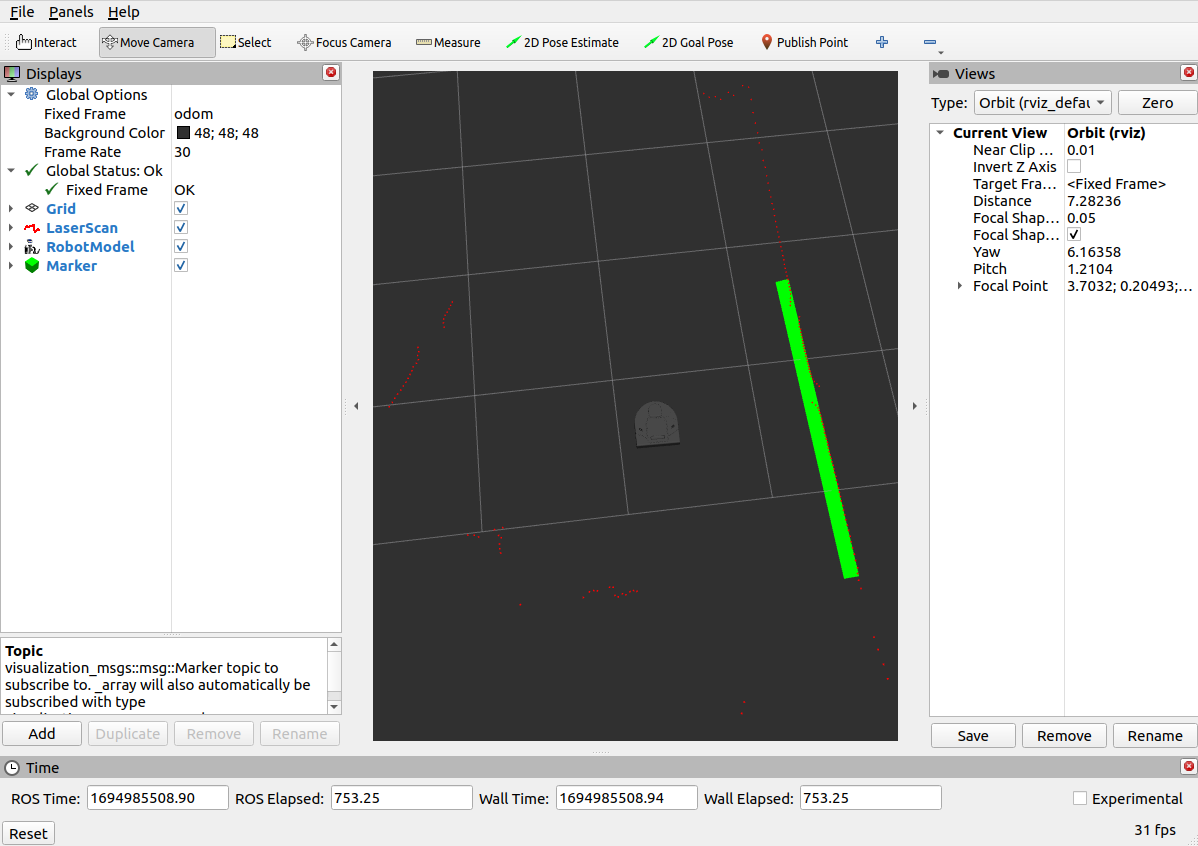 File Panels Help
Interact Move Camera Select Focus Camera Measure 2D Pose Estimate 2D Goal Pose Publish Point
Displays
Global Options
Fixed Frame odom
Background Color 48; 48; 48
Frame Rate 30
Global Status: Ok
Fixed Frame OK
Grid
LaserScan
RobotModel
Marker
Topic
visualization_msgs::msg::Marker topic to
subscribe to. _array will also automatically be
subscribed with type
Add Duplicate Remove Rename
Views
Type: Orbit (rviz_defau Zero
Current View Orbit (rviz)
Near Clip ... 0.01
Invert Z Axis
Target Fra... <Fixed Frame>
Distance 7.28236
Focal Shap... 0.05
Focal Shap...
Yaw 6.16358
Pitch 1.2104
Focal Point 3.7032; 0.20493;...
Save Remove Rename
Time
ROS Time: 1694985508.90 ROS Elapsed: 753.25 Wall Time: 1694985508.94 Wall Elapsed: 753.25 Experimental
Reset 31 fps